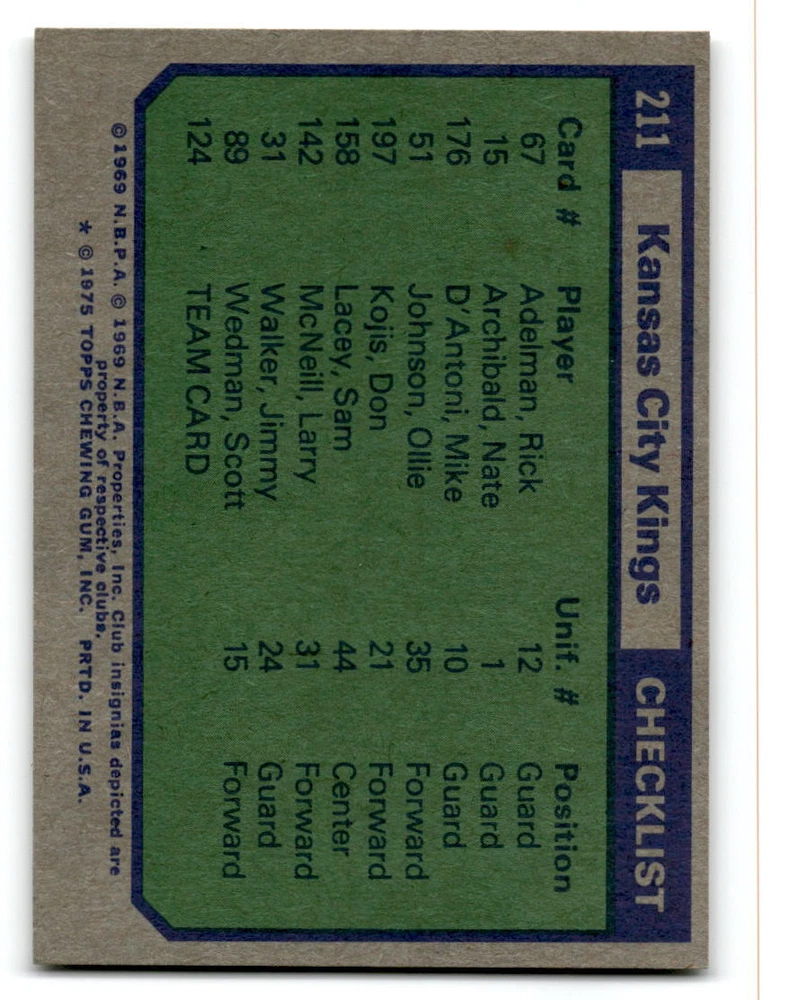 211 Kansas City Kings CHECKLIST
Card # Player Unif. # Position
67 Adelman, Rick 12 Guard
15 Archibald, Nate 1 Guard
176 D'Antoni, Mike 10 Guard
51 Johnson, Ollie 35 Forward
197 Kojis, Don 21 Forward
158 Lacey, Sam 44 Center
142 McNeill, Larry 31 Forward
31 Walker, Jimmy 24 Guard
89 Wedman, Scott 15 Forward
124 TEAM CARD
© 1969 N.B.P.A. © 1969 N.B.A. Properties, Inc. Club insignias depicted are
property of respective clubs.
* © 1975 TOPPS CHEWING GUM, INC. PRTD. IN U.S.A.